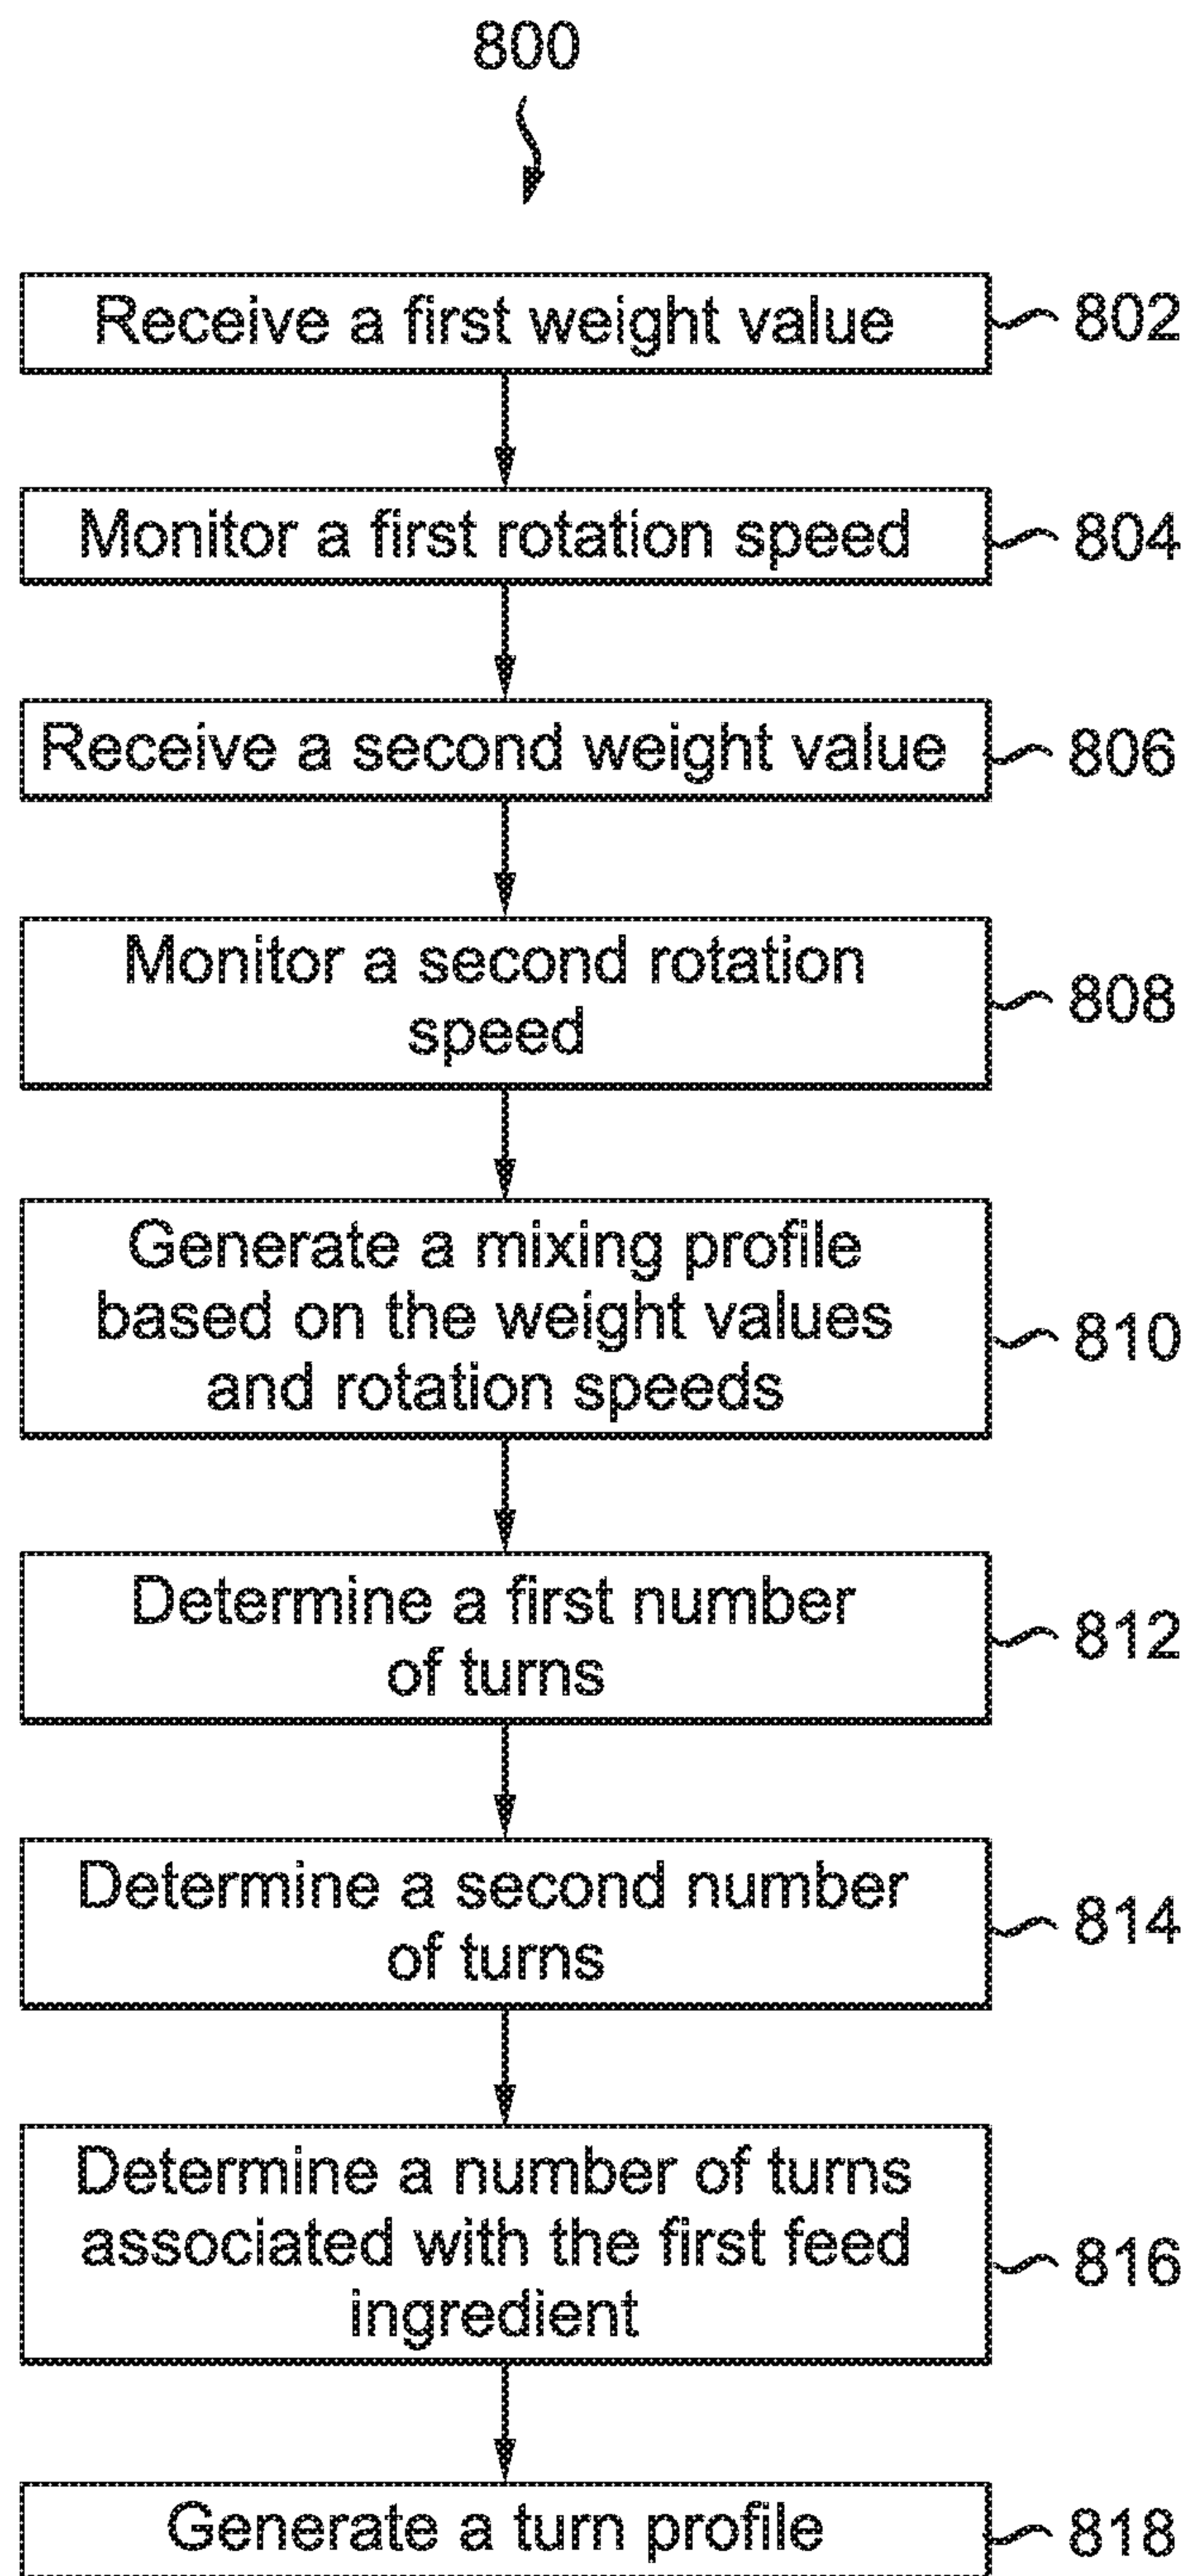 800
Receive a first weight value
802
Monitor a first rotation speed
804
Receive a second weight value
806
Monitor a second rotation
speed
808
Generate a mixing profile
based on the weight values
and rotation speeds
810
Determine a first number
of turns
812
Determine a second number
of turns
814
Determine a number of turns
associated with the first feed
ingredient
816
Generate a turn profile
818